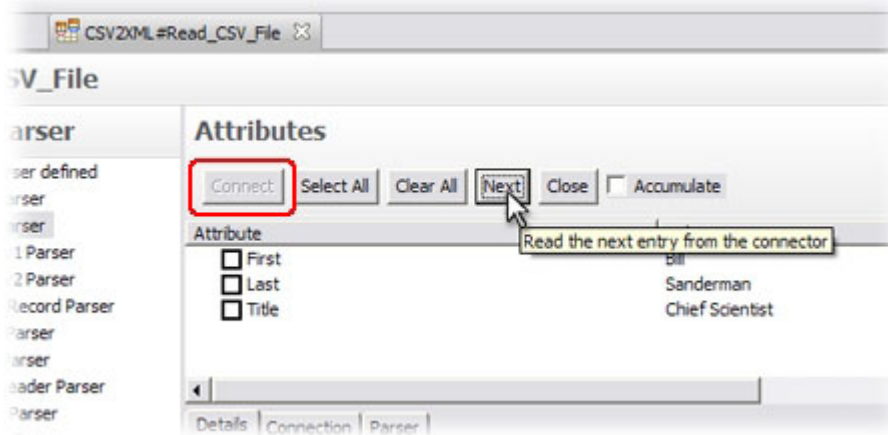 CSV2XML#Read_CSV_File
SV_File
arser
ser defined
rser
rser
1 Parser
2 Parser
Record Parser
Parser
arser
eader Parser
Parser
Attributes
Connect Select All Clear All Next Close Accumulate
Attribute
Read the next entry from the connector
First Bill
Last Sanderman
Title Chief Scientist
Details Connection Parser